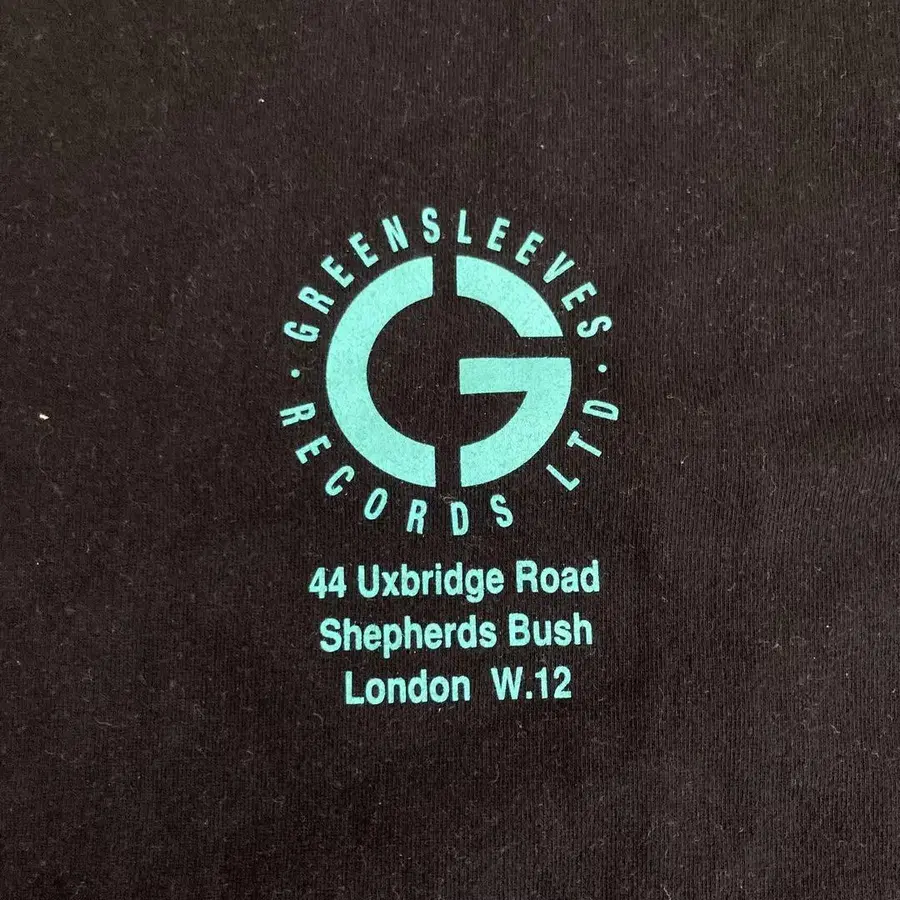 GREENSLEEVES
· RECORDS LTD ·
44 Uxbridge Road
Shepherds Bush
London W.12